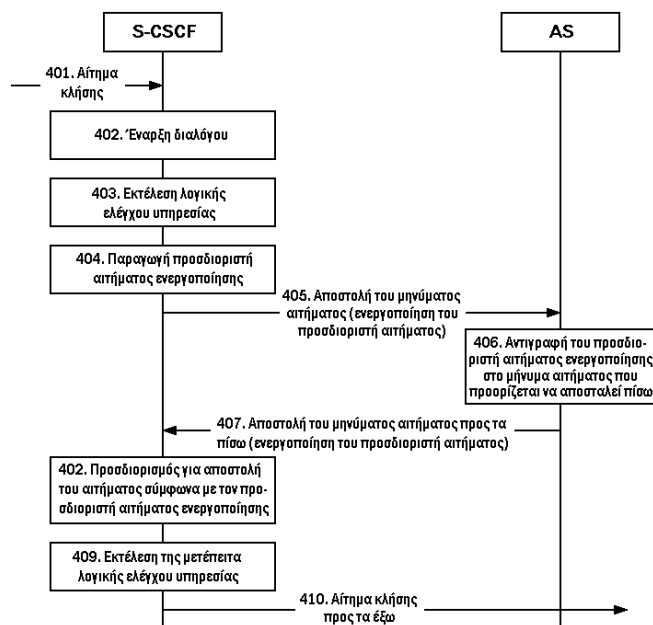 S-CSCF
AS
401. Αίτημα
κλήσης
402. Έναρξη διαλόγου
403. Εκτέλεση λογικής
ελέγχου υπηρεσίας
404. Παραγωγή προσδιοριστή
αιτήματος ενεργοποίησης
405. Αποστολή του μηνύματος
αιτήματος (ενεργοποίηση του
προσδιοριστή αιτήματος)
406. Αντιγραφή του προσδιο-
ριστή αιτήματος ενεργοποίησης
στο μήνυμα αιτήματος που
προορίζεται να αποσταλεί πίσω
407. Αποστολή του μηνύματος αιτήματος προς τα
πίσω (ενεργοποίηση του προσδιοριστή αιτήματος)
402. Προσδιορισμός για αποστολή
του αιτήματος σύμφωνα με τον προ-
σδιοριστή αιτήματος ενεργοποίησης
409. Εκτέλεση της μετέπειτα
λογικής ελέγχου υπηρεσίας
410. Αίτημα κλήσης
προς τα έξω